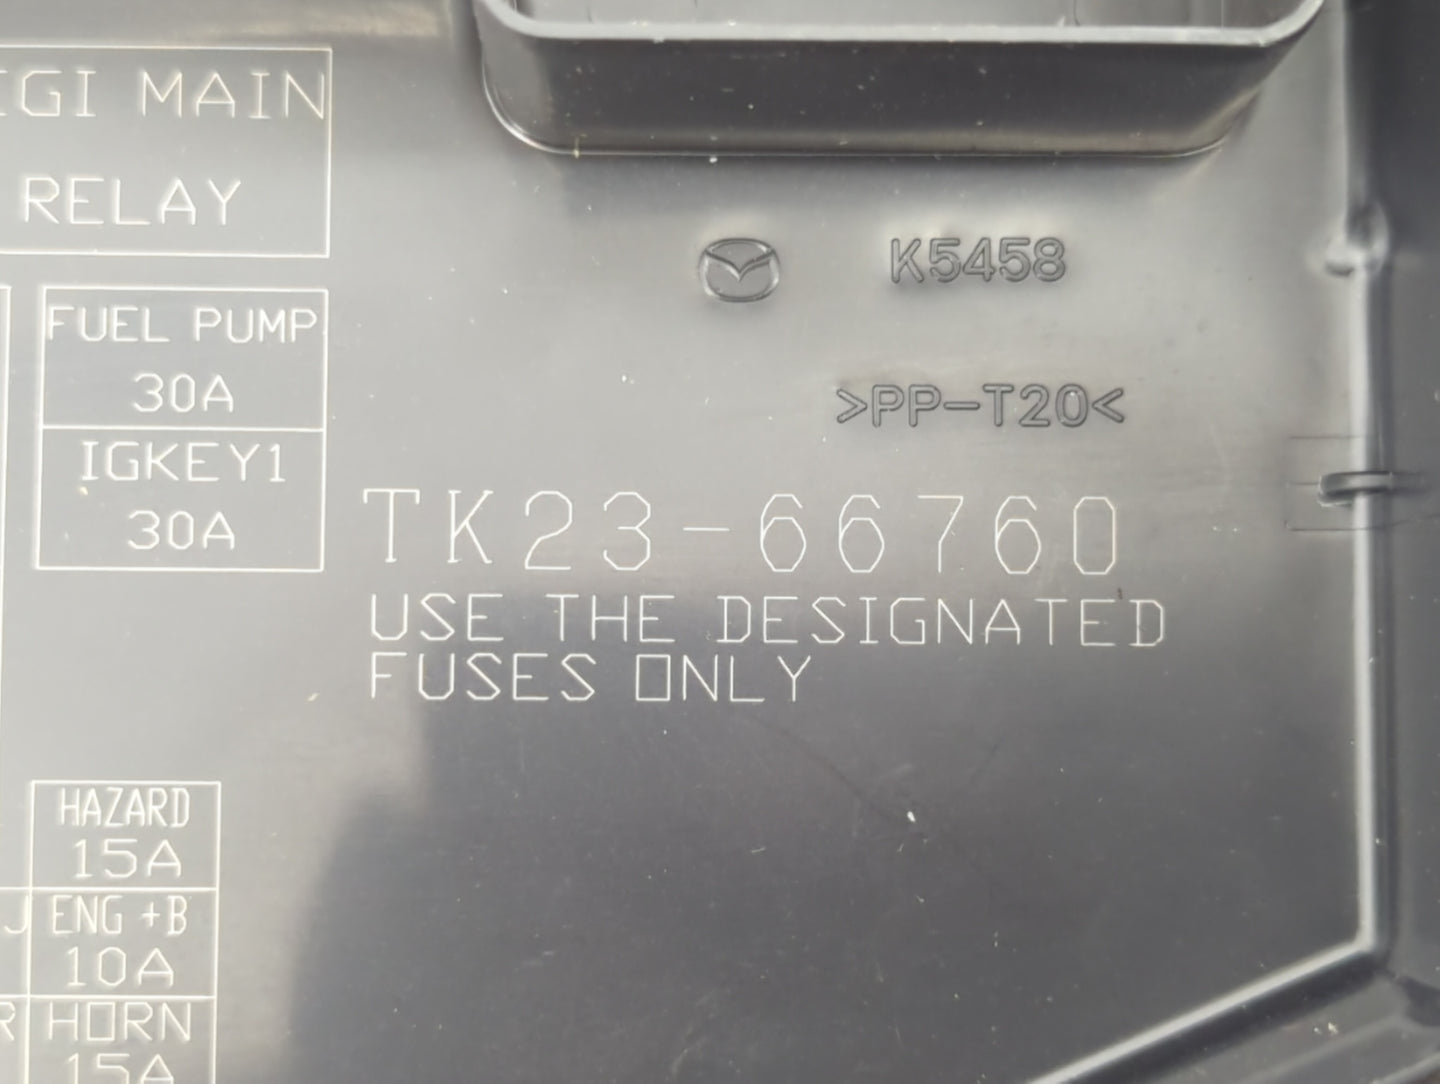 EGI MAIN
RELAY
K5458
FUEL PUMP
30A
>PP-T20<
IGKEY1
30A
TK23-66760
USE THE DESIGNATED
FUSES ONLY
HAZARD
15A
ENG +B
10A
HORN
15A